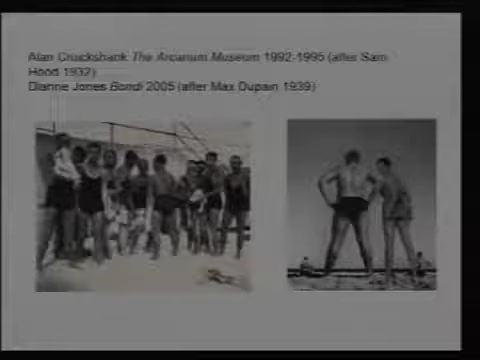 Alan Cruickshank The Arcanum Museum 1992-1995 (after Sam
Hood 1932)
Dianne Jones Bondi 2005 (after Max Dupain 1939)